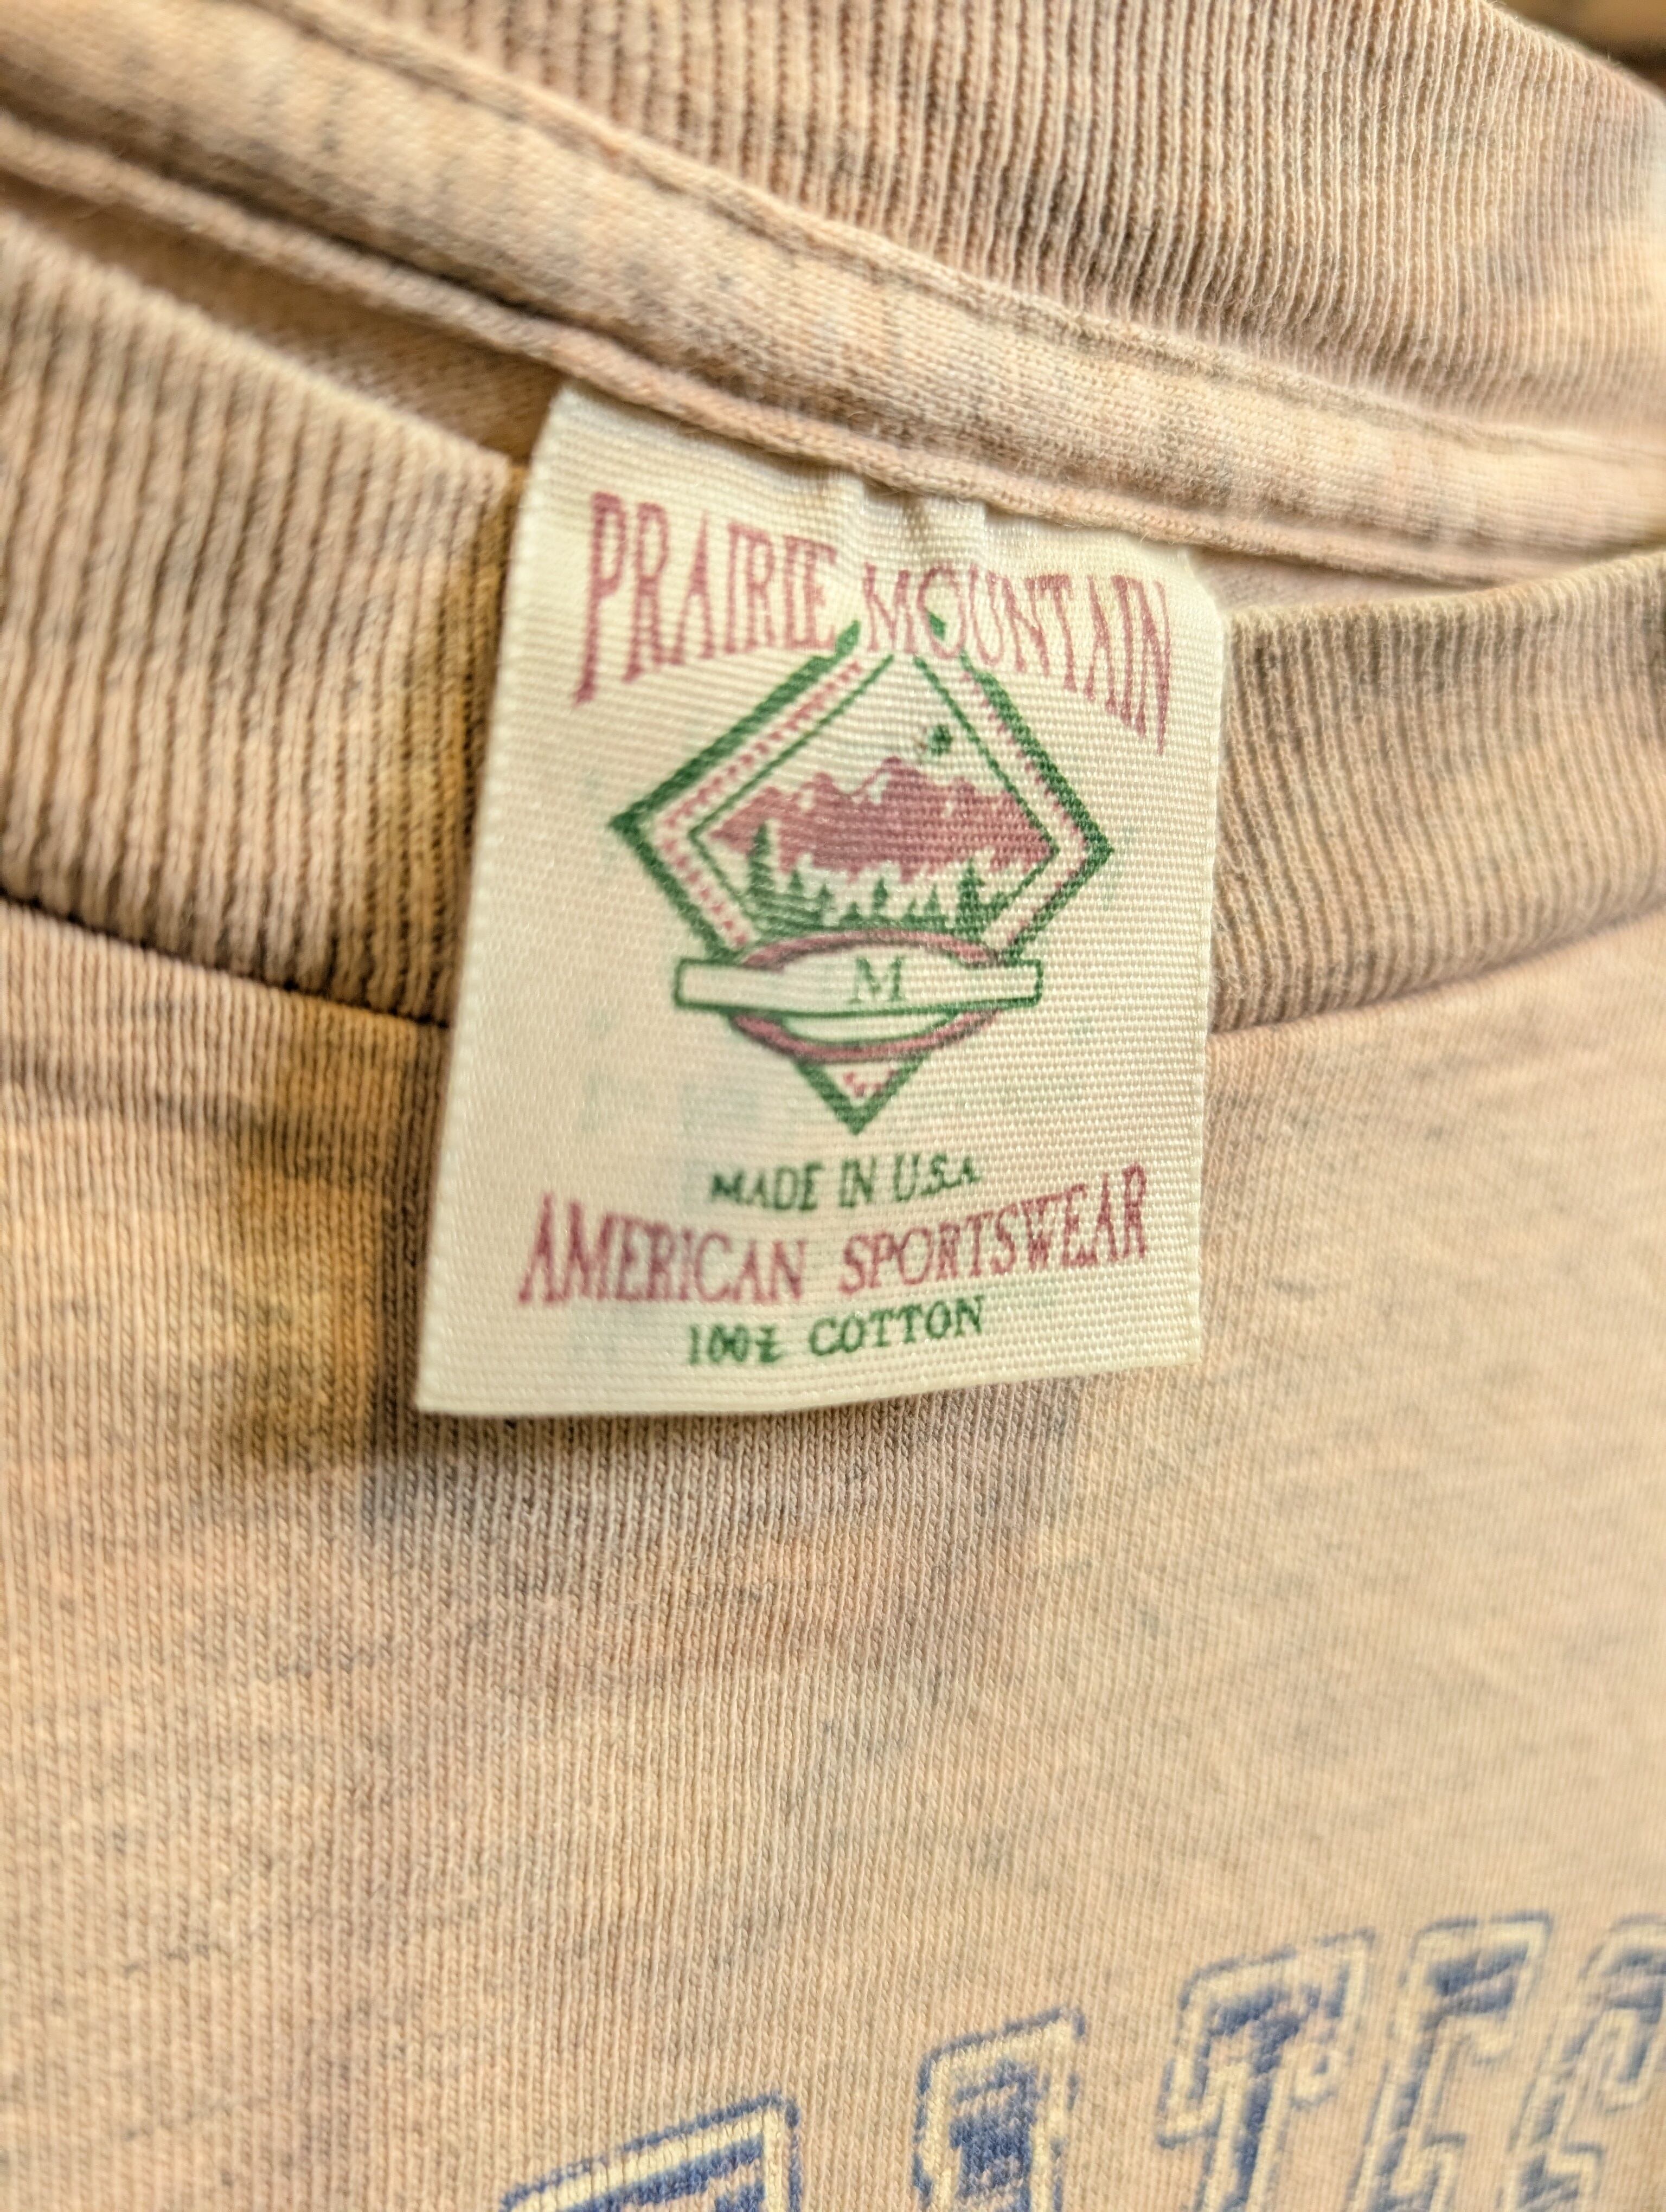 PRAIRIE MOUNTAIN
M
MADE IN U.S.A
AMERICAN SPORTSWEAR
100% COTTON